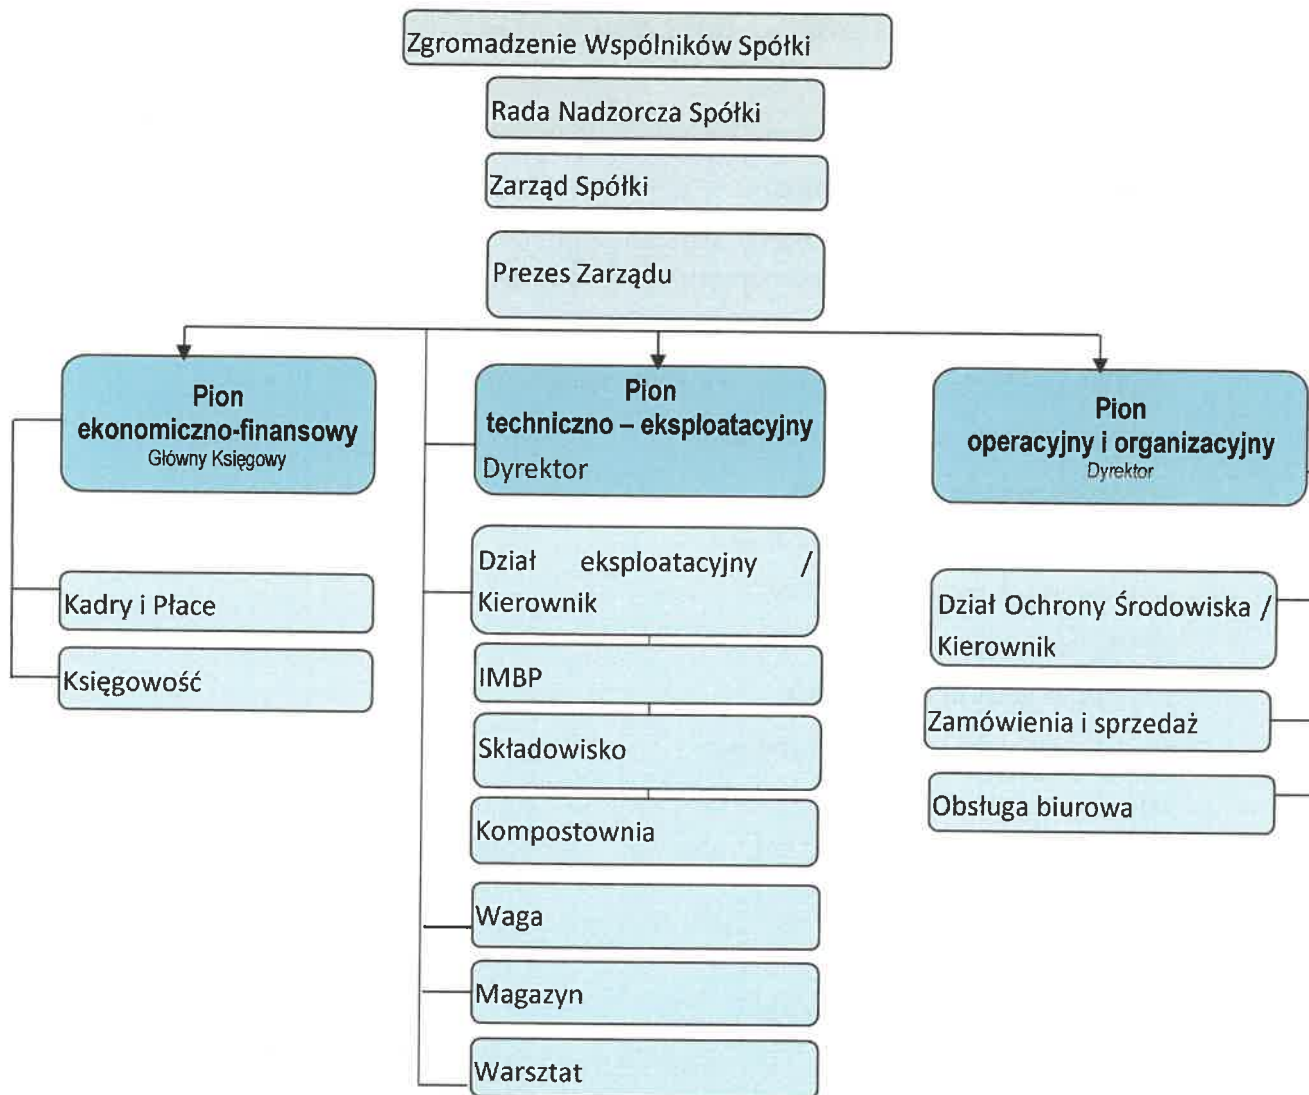 Zgromadzenie Wspólników Spółki
Rada Nadzorcza Spółki
Zarząd Spółki
Prezes Zarządu
Pion
ekonomiczno-finansowy
Główny Księgowy
Kadry i Płace
Księgowość
Pion
techniczno – eksploatacyjny
Dyrektor
Dział eksploatacyjny /
Kierownik
IMBP
Składowisko
Kompostownia
Waga
Magazyn
Warsztat
Pion
operacyjny i organizacyjny
Dyrektor
Dział Ochrony Środowiska /
Kierownik
Zamówienia i sprzedaż
Obsługa biurowa